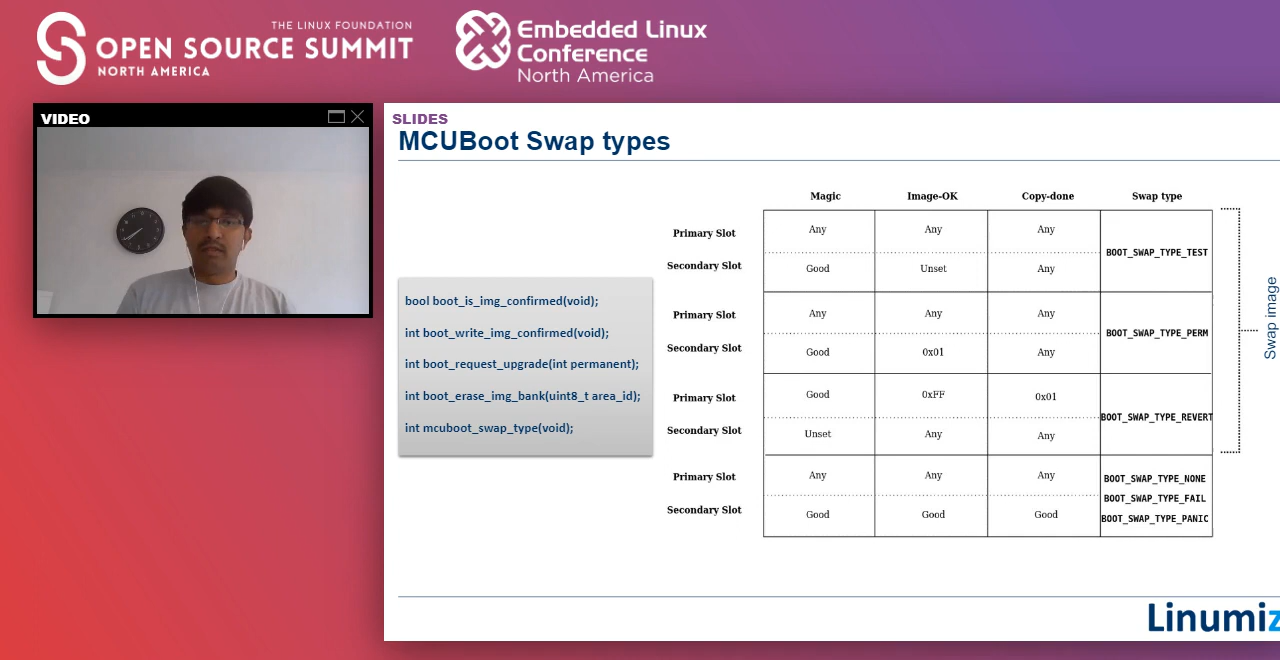 THE LINUX FOUNDATION
OPEN SOURCE SUMMIT
NORTH AMERICA
Embedded Linux
Conference
North America
VIDEO
SLIDES
MCUBoot Swap types
bool boot_is_img_confirmed(void);
int boot_write_img_confirmed(void);
int boot_request_upgrade(int permanent);
int boot_erase_img_bank(uint8_t area_id);
int mcuboot_swap_type(void);
Magic Image-OK Copy-done Swap type
Primary Slot Any Any Any
BOOT_SWAP_TYPE_TEST
Secondary Slot Good Unset Any
Primary Slot Any Any Any
BOOT_SWAP_TYPE_PERM
Secondary Slot Good 0x01 Any
Primary Slot Good 0xFF 0x01
BOOT_SWAP_TYPE_REVERT
Secondary Slot Unset Any Any
Primary Slot Any Any Any
BOOT_SWAP_TYPE_NONE
BOOT_SWAP_TYPE_FAIL
Secondary Slot Good Good Good
BOOT_SWAP_TYPE_PANIC
Swap image
Linumiz